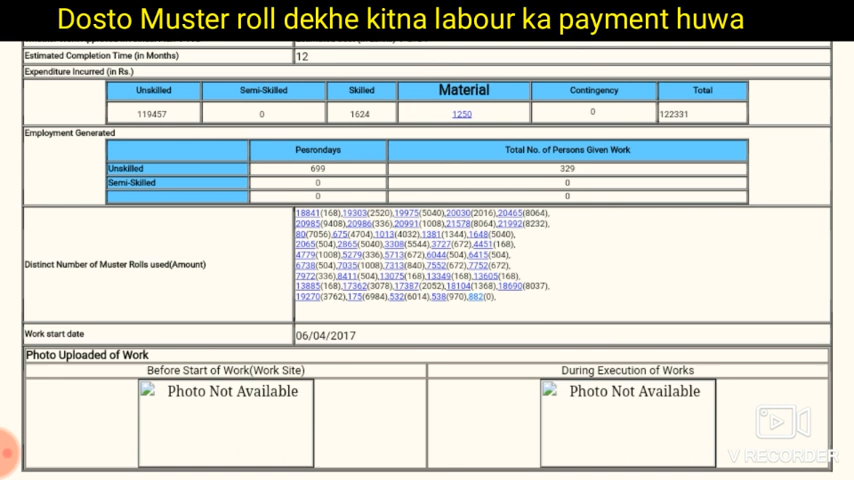 Dosto Muster roll dekhe kitna labour ka payment huwa
Estimated Completion Time (in Months) 12
Expenditure Incurred (in Rs.)
Unskilled Semi-Skilled Skilled Material Contingency Total
119457 0 1624 1250 0 122331
Employment Generated
Pesrondays Total No. of Persons Given Work
Unskilled 699 329
Semi-Skilled 0 0
0 0
Distinct Number of Muster Rolls used(Amount)
18841(168),19303(2520),19975(5040),20030(2016),20465(8064),
20985(9408),20986(336),20991(1008),21578(8064),21992(8232),
80(7056),675(4704),1013(4032),1381(1344),1648(5040),
2065(504),2865(5040),3308(5544),3727(672),4451(168),
4779(1008),5279(336),5713(672),6044(504),6415(504),
6738(504),7035(1008),7313(840),7552(672),7752(672),
7972(336),8411(504),13075(168),13349(168),13605(168),
13885(168),17362(3078),17387(2052),18104(1368),18690(8037),
19270(3762),175(6984),532(6014),538(970),882(0),
Work start date 06/04/2017
Photo Uploaded of Work
Before Start of Work(Work Site) During Execution of Works
Photo Not Available Photo Not Available
V RECORDER